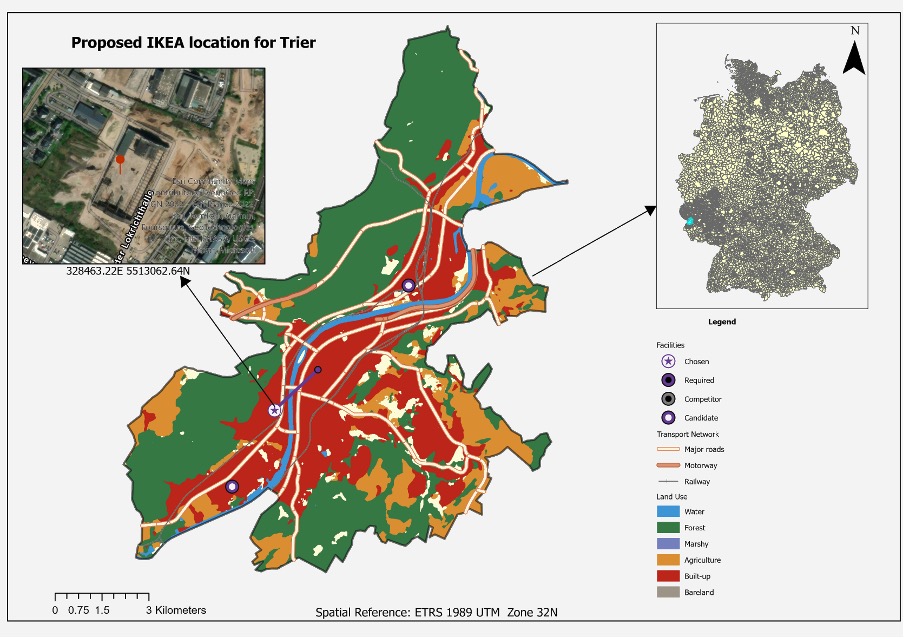 Proposed IKEA location for Trier
N
der Lokrichthalle
328463.22E 5513062.64N
Legend
Facilities
Chosen
Required
Competitor
Candidate
Transport Network
Major roads
Motorway
Railway
Land Use
Water
Forest
Marshy
Agriculture
Built-up
Bareland
0 0.75 1.5 3 Kilometers
Spatial Reference: ETRS 1989 UTM Zone 32N